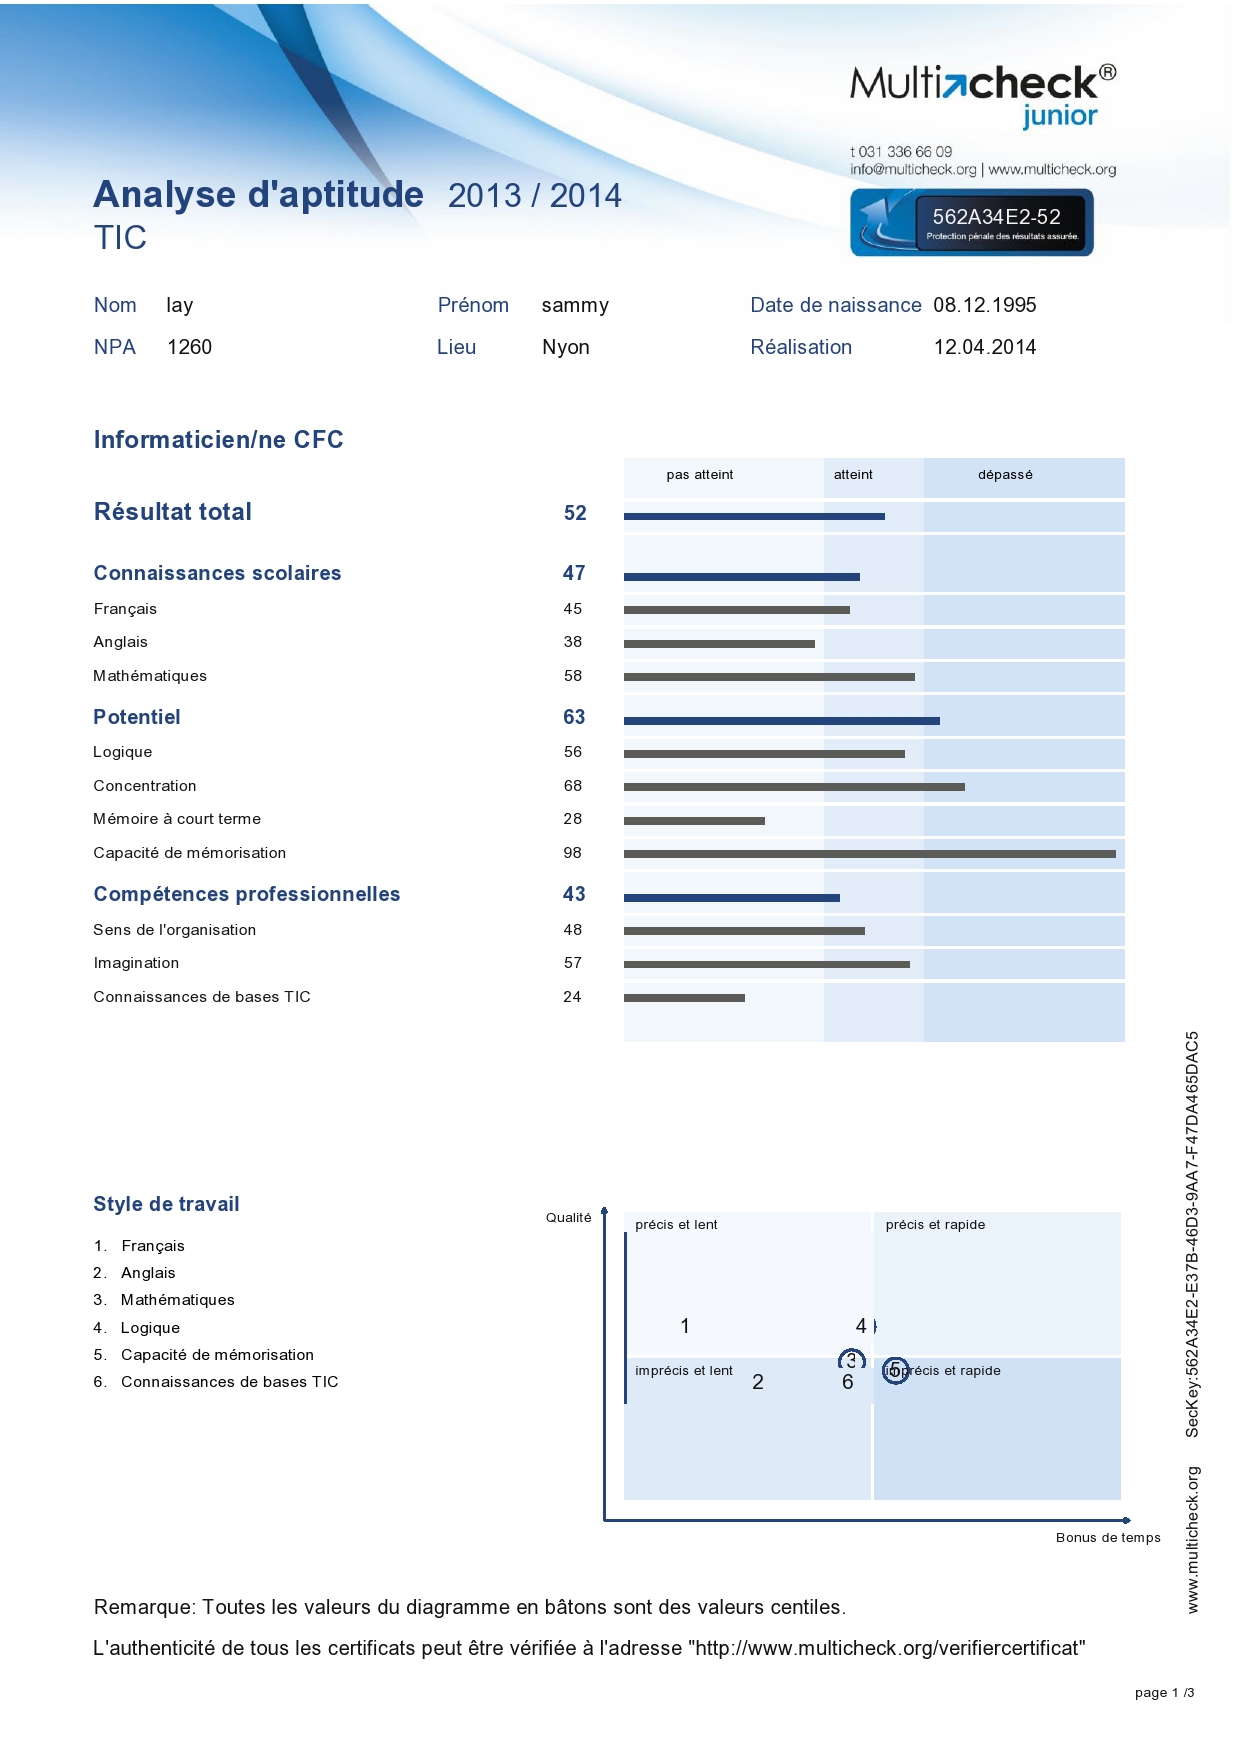 Multicheck®
junior
t 031 336 66 09
info@multicheck.org | www.multicheck.org
Analyse d'aptitude 2013 / 2014
TIC
562A34E2-52
Protection pénale des résultats assurée.
Nom lay Prénom sammy Date de naissance 08.12.1995
NPA 1260 Lieu Nyon Réalisation 12.04.2014
Informaticien/ne CFC
pas atteint atteint dépassé
Résultat total 52
Connaissances scolaires 47
Français 45
Anglais 38
Mathématiques 58
Potentiel 63
Logique 56
Concentration 68
Mémoire à court terme 28
Capacité de mémorisation 98
Compétences professionnelles 43
Sens de l'organisation 48
Imagination 57
Connaissances de bases TIC 24
Style de travail
1. Français
2. Anglais
3. Mathématiques
4. Logique
5. Capacité de mémorisation
6. Connaissances de bases TIC
Qualité
précis et lent précis et rapide
1 4
3 5
imprécis et lent imprécis et rapide
2 6
Bonus de temps
www.multicheck.org SecKey:562A34E2-E37B-46D3-9AA7-F47DA465DAC5
Remarque: Toutes les valeurs du diagramme en bâtons sont des valeurs centiles.
L'authenticité de tous les certificats peut être vérifiée à l'adresse "http://www.multicheck.org/verifiercertificat"
page 1 /3